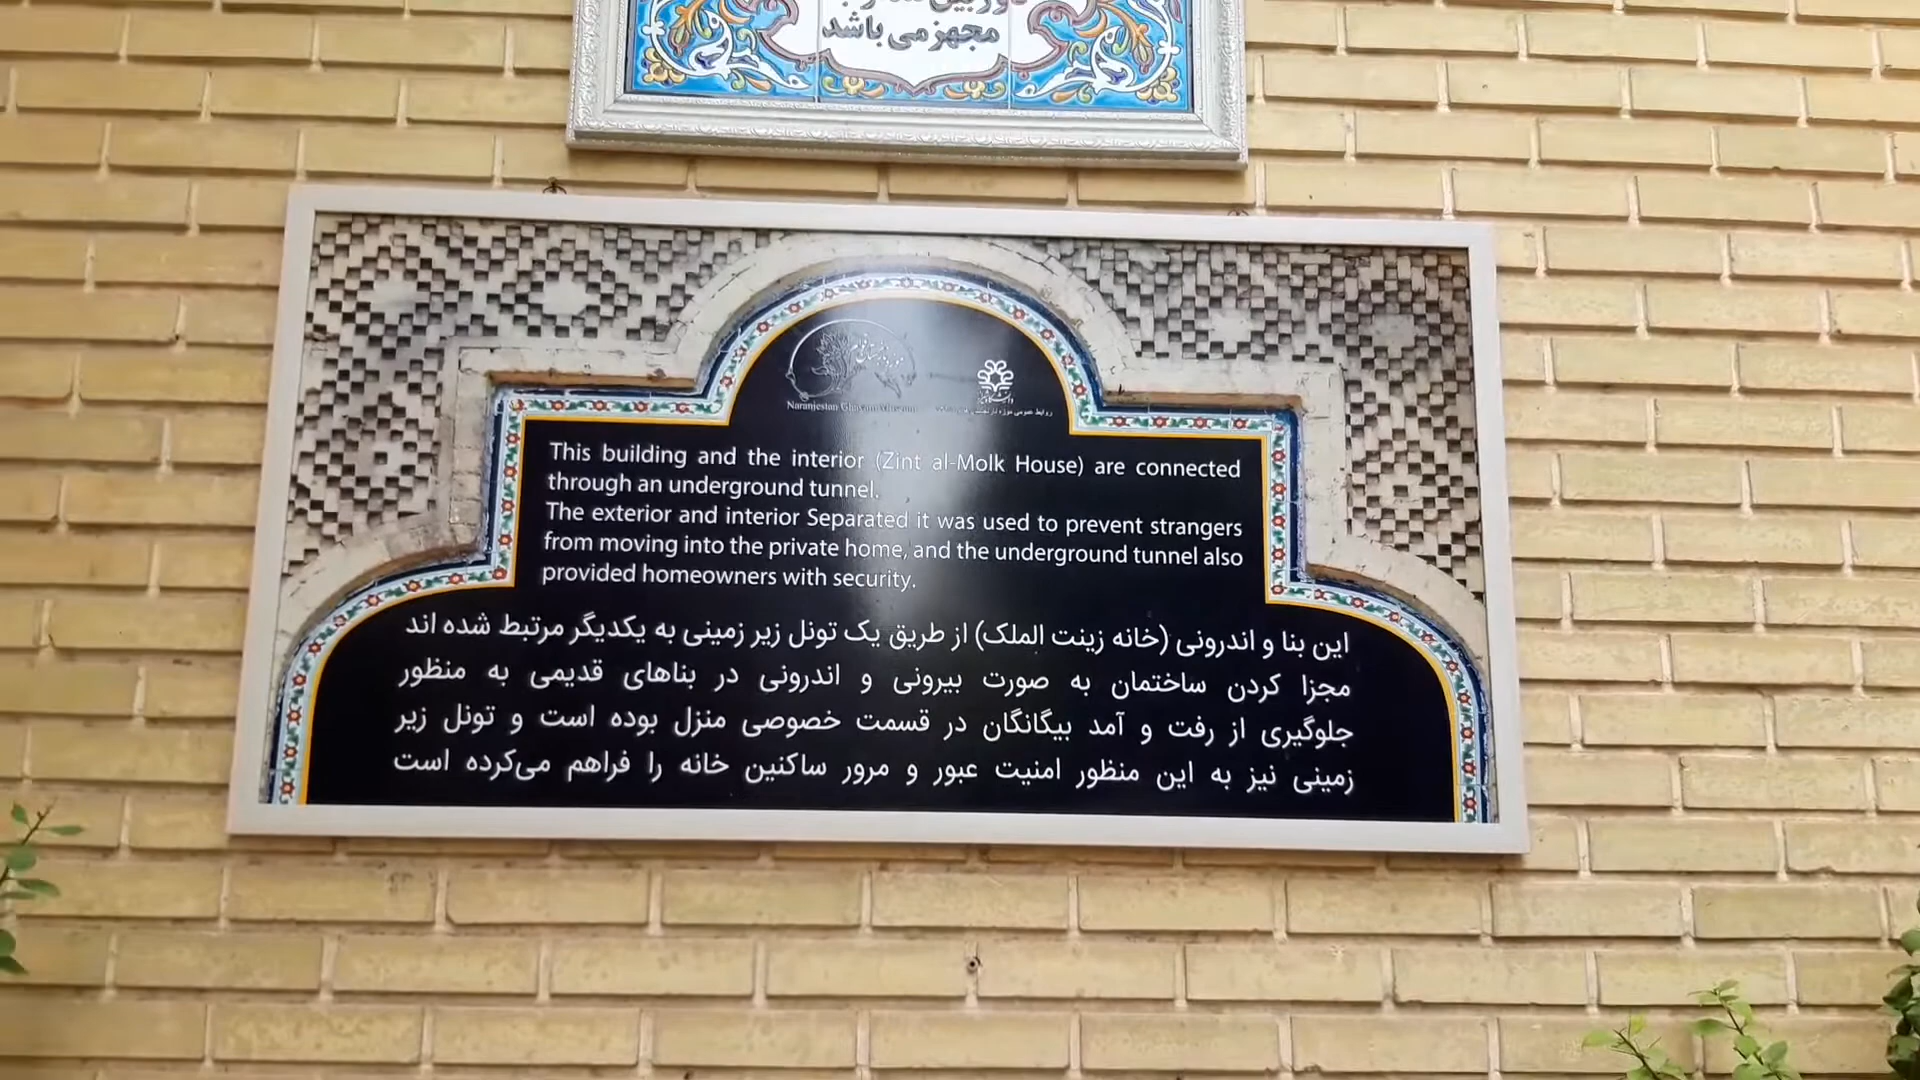 مجهز می باشد
Naranjestan Ghavam Museum
This building and the interior (Zint al-Molk House) are connected
through an underground tunnel.
The exterior and interior Separated it was used to prevent strangers
from moving into the private home, and the underground tunnel also
provided homeowners with security.
این بنا و اندرونی (خانه زینت الملک) از طریق یک تونل زیر زمینی به یکدیگر مرتبط شده اند
مجزا کردن ساختمان به صورت بیرونی و اندرونی در بناهای قدیمی به منظور
جلوگیری از رفت و آمد بیگانگان در قسمت خصوصی منزل بوده است و تونل زیر
زمینی نیز به این منظور امنیت عبور و مرور ساکنین خانه را فراهم می‌کرده است